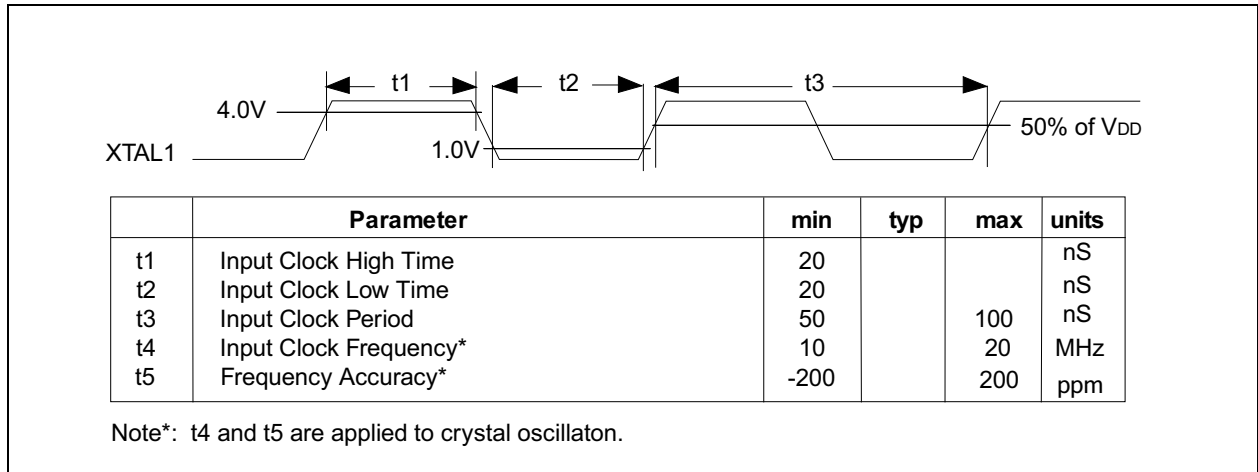 t1 t2 t3
4.0V
50% of VDD
XTAL1 1.0V
Parameter min typ max units
t1 Input Clock High Time 20 nS
t2 Input Clock Low Time 20 nS
t3 Input Clock Period 50 100 nS
t4 Input Clock Frequency* 10 20 MHz
t5 Frequency Accuracy* -200 200 ppm
Note*: t4 and t5 are applied to crystal oscillaton.